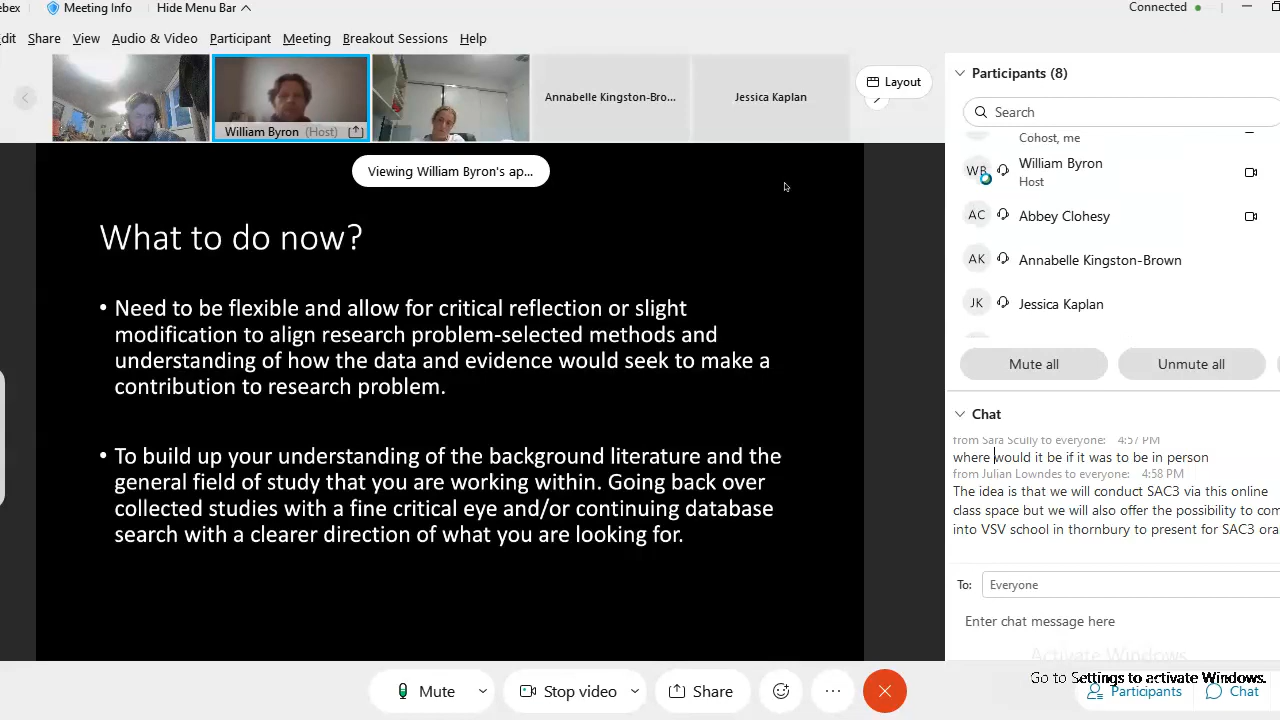 ebex
Meeting Info
Hide Menu Bar
Connected
dit
Share
View
Audio & Video
Participant
Meeting
Breakout Sessions
Help
William Byron (Host)
Annabelle Kingston-Bro...
Jessica Kaplan
Layout
Viewing William Byron's ap...
What to do now?
• Need to be flexible and allow for critical reflection or slight
modification to align research problem-selected methods and
understanding of how the data and evidence would seek to make a
contribution to research problem.
• To build up your understanding of the background literature and the
general field of study that you are working within. Going back over
collected studies with a fine critical eye and/or continuing database
search with a clearer direction of what you are looking for.
Participants (8)
Search
Cohost, me
WB
William Byron
Host
AC
Abbey Clohesy
AK
Annabelle Kingston-Brown
JK
Jessica Kaplan
Mute all
Unmute all
Chat
from Sara Scully to everyone: 4:57 PM
where would it be if it was to be in person
from Julian Lowndes to everyone: 4:58 PM
The idea is that we will conduct SAC3 via this online
class space but we will also offer the possibility to com
into VSV school in thornbury to present for SAC3 ora
To:
Everyone
Enter chat message here
Activate Windows
Go to Settings to activate Windows.
Mute
Stop video
Share
Participants
Chat